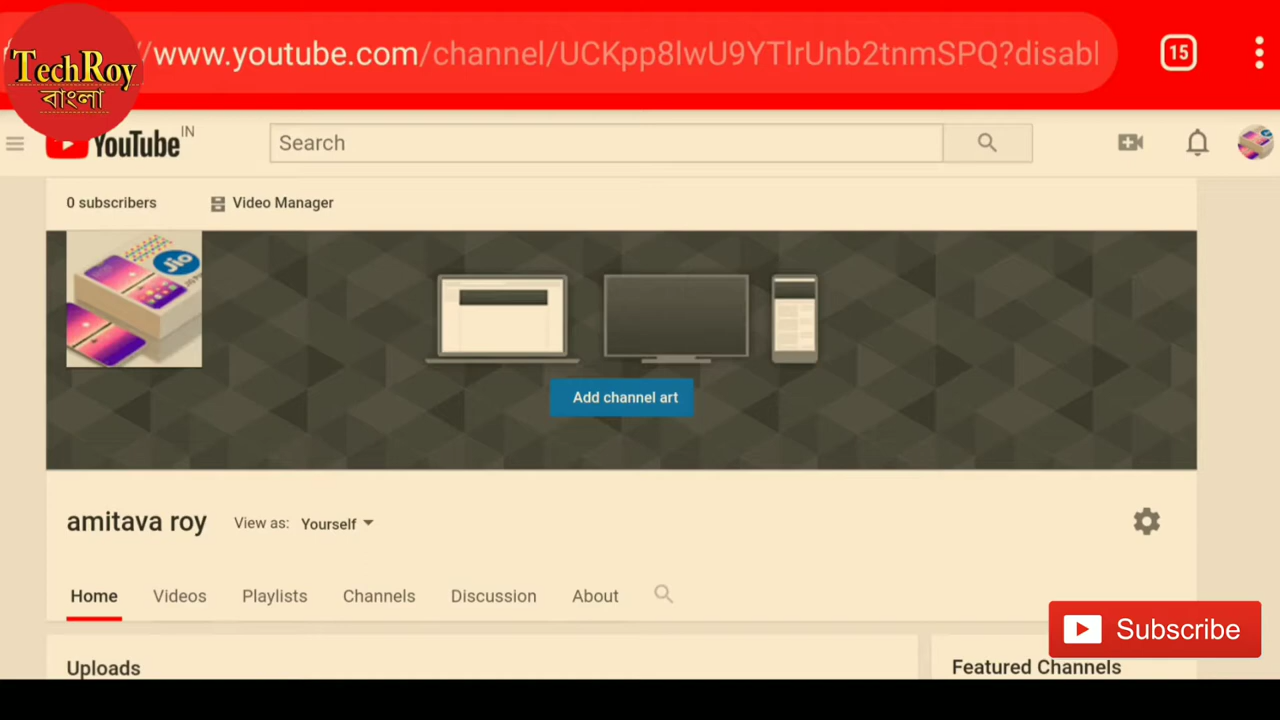 TechRoy
বাংলা
www.youtube.com/channel/UCKpp8lwU9YTlrUnb2tnmSPQ?disabl
15
YouTube IN
Search
0 subscribers
Video Manager
Jio
Add channel art
amitava roy
View as: Yourself
Home Videos Playlists Channels Discussion About
Subscribe
Uploads
Featured Channels